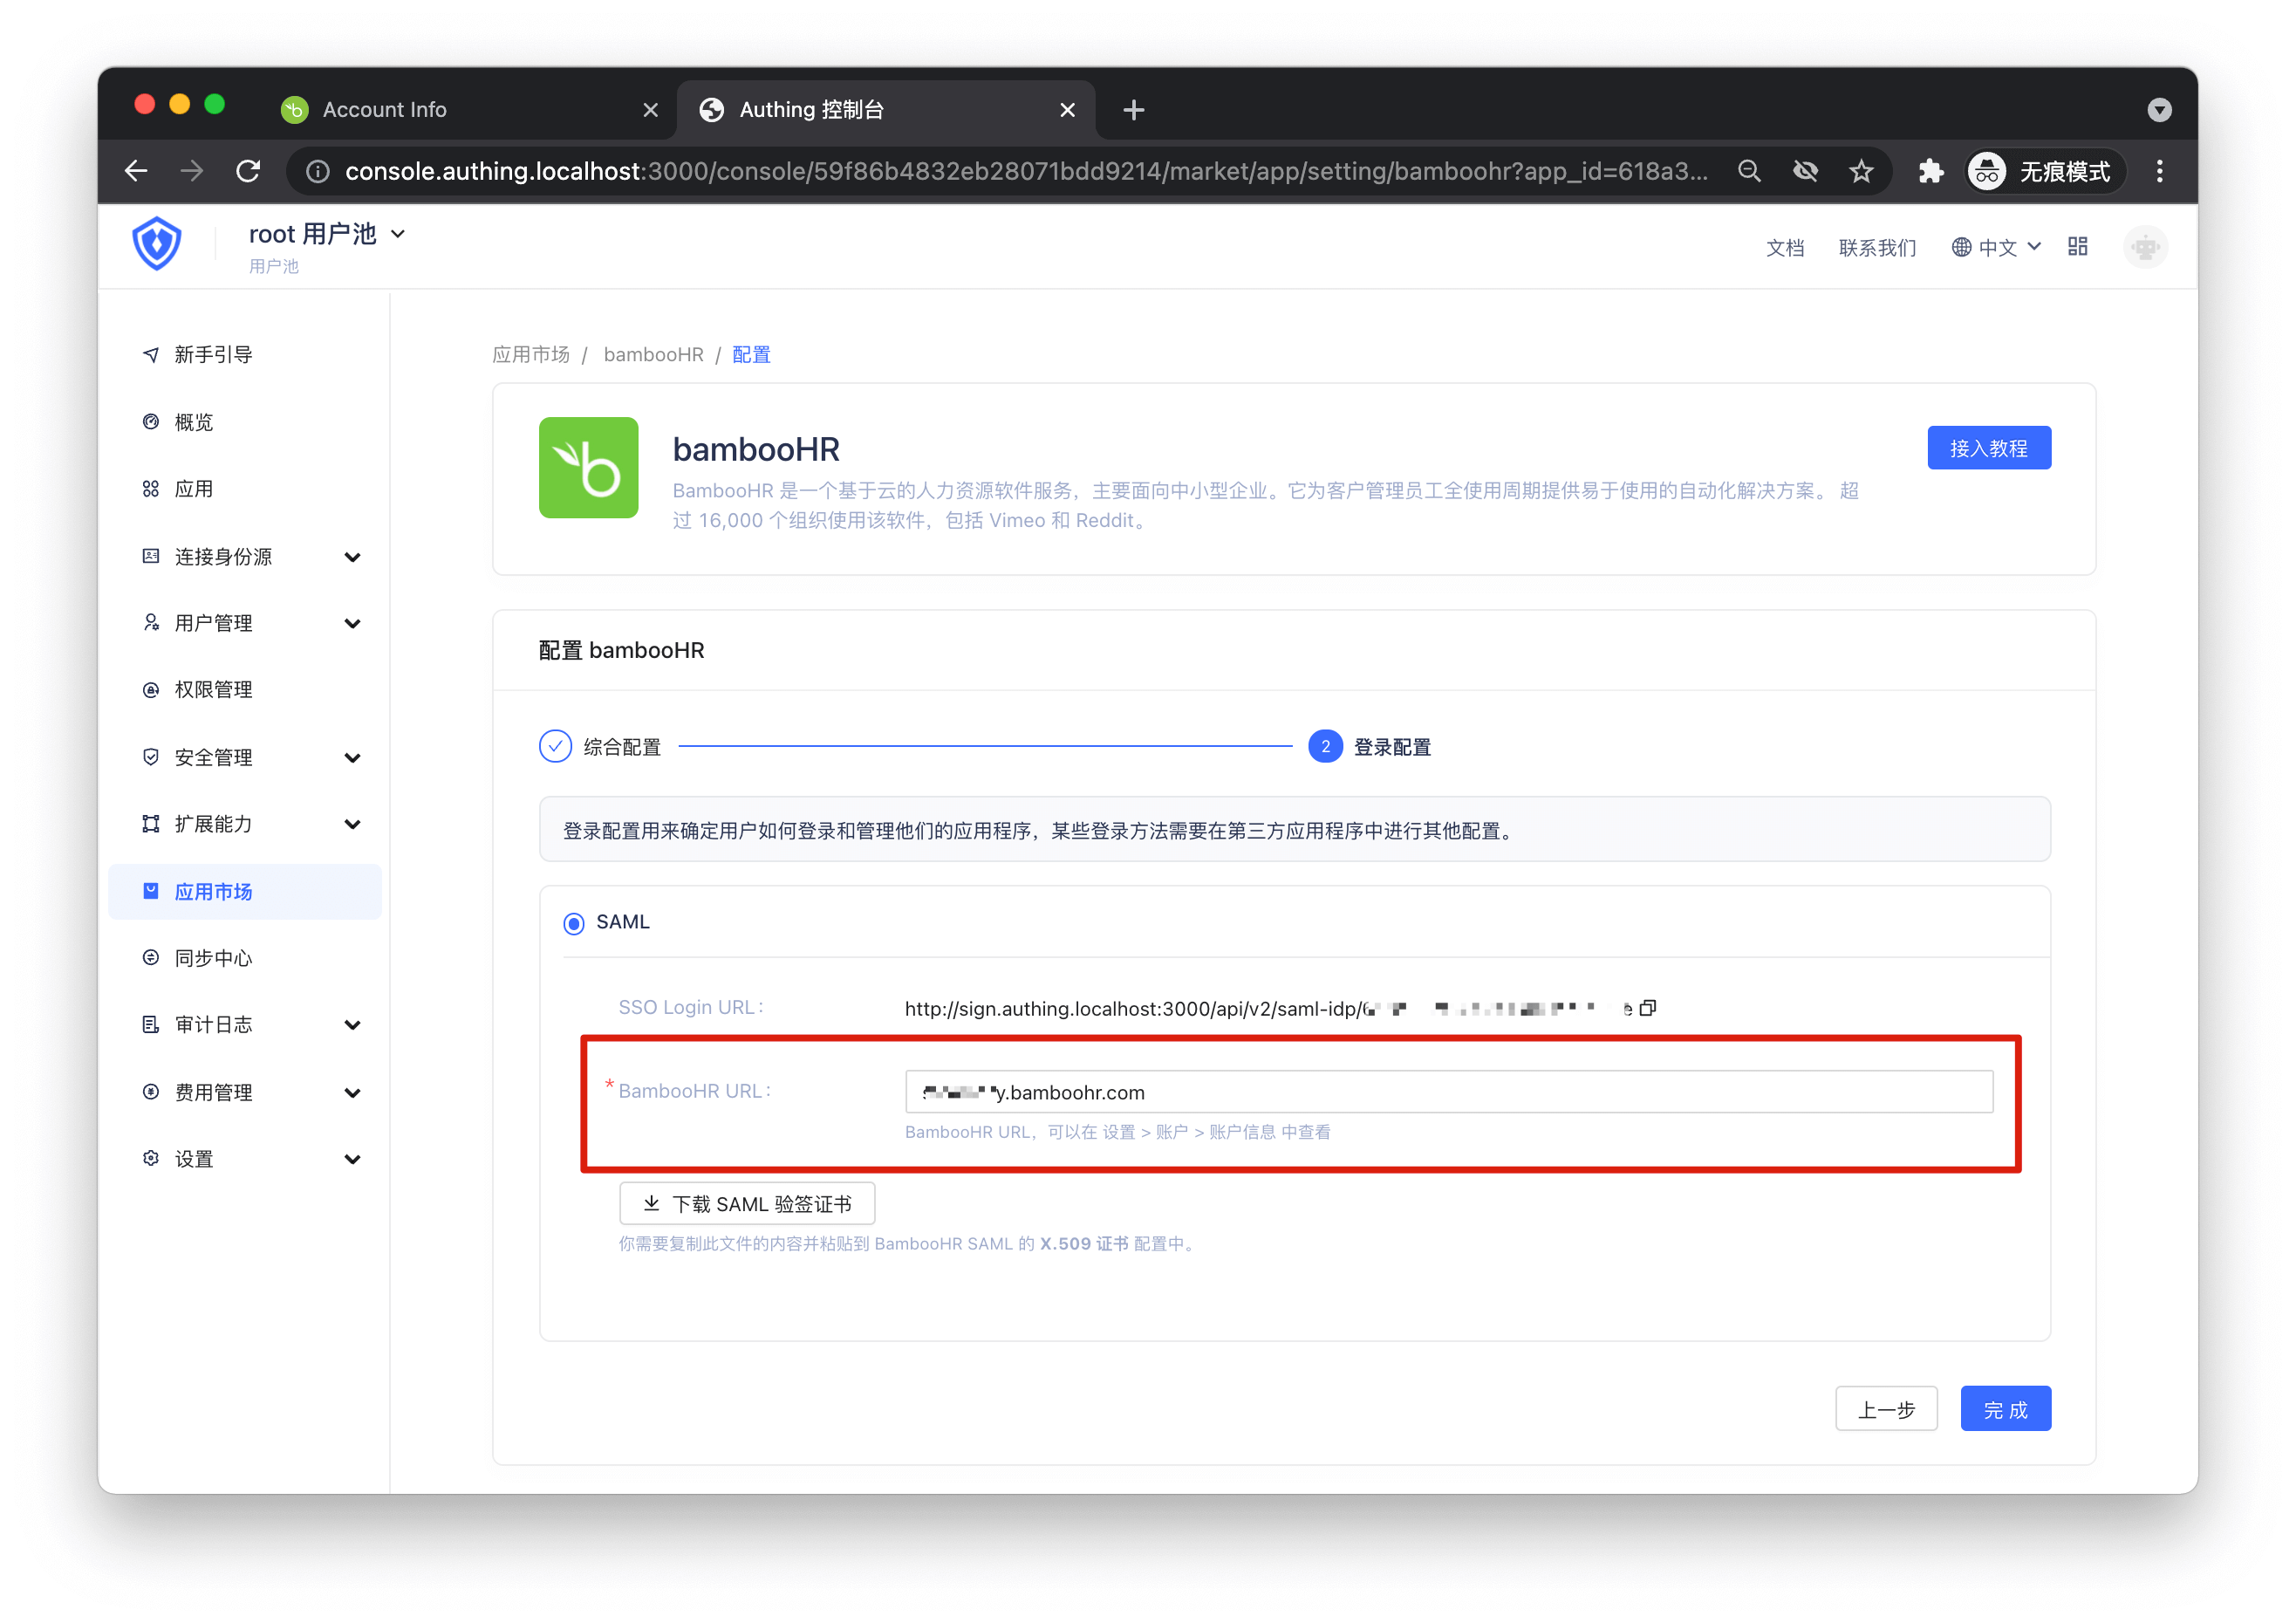 Account Info
Authing 控制台
console.authing.localhost:3000/console/59f86b4832eb28071bdd9214/market/app/setting/bamboohr?app_id=618a3...
无痕模式
root 用户池
用户池
文档 联系我们 中文
新手引导
概览
应用
连接身份源
用户管理
权限管理
安全管理
扩展能力
应用市场
同步中心
审计日志
费用管理
设置
应用市场 / bambooHR / 配置
bambooHR
接入教程
BambooHR 是一个基于云的人力资源软件服务，主要面向中小型企业。它为客户管理员工全使用周期提供易于使用的自动化解决方案。 超
过 16,000 个组织使用该软件，包括 Vimeo 和 Reddit。
配置 bambooHR
综合配置
2 登录配置
登录配置用来确定用户如何登录和管理他们的应用程序，某些登录方法需要在第三方应用程序中进行其他配置。
SAML
SSO Login URL：
http://sign.authing.localhost:3000/api/v2/saml-idp/
* BambooHR URL：
y.bamboohr.com
BambooHR URL，可以在 设置 > 账户 > 账户信息 中查看
下载 SAML 验签证书
你需要复制此文件的内容并粘贴到 BambooHR SAML 的 X.509 证书 配置中。
上一步
完 成